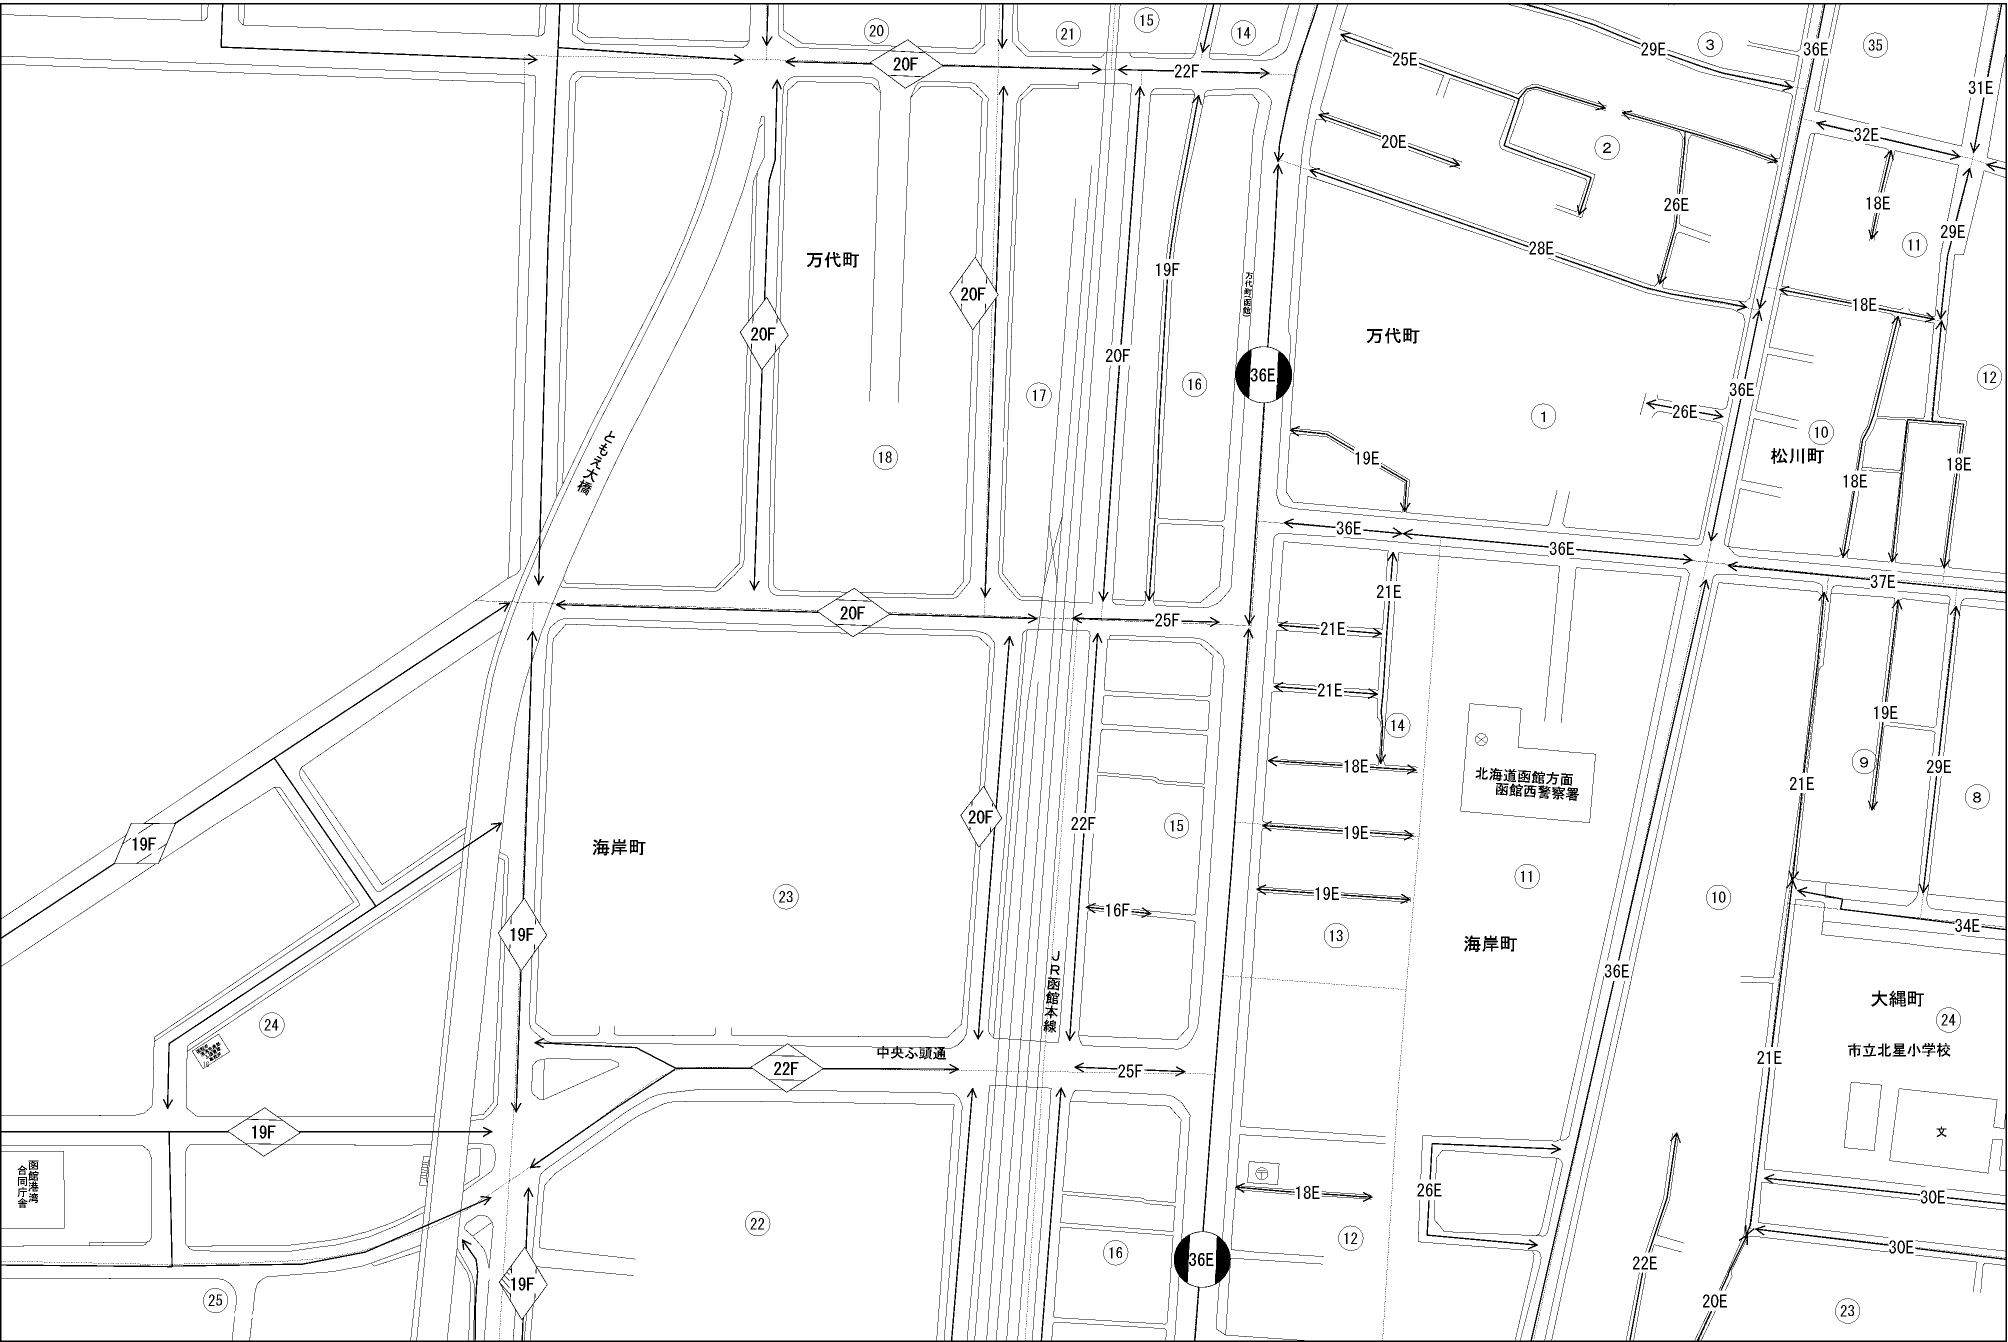 20
21
15
14
3
35
29E
36E
25E
20F
22F
31E
32E
20E
2
18E
26E
29E
11
28E
万代町
19F
20F
万代町(函館)
18E
20F
20F
万代町
36E
17
16
36E
12
26E
1
10
松川町
ともえ大橋
18
19E
18E
18E
36E
36E
37E
20F
25F
21E
21E
21E
14
19E
18E
9
29E
北海道函館方面
函館西警察署
21E
8
20F
22F
15
19E
19F
海岸町
23
19E
11
10
16F
34E
19F
13
海岸町
36E
JR函館本線
大縄町
24
24
市立北星小学校
中央ふ頭通
22F
25F
21E
19F
文
函館港湾
合同庁舎
〒
18E
26E
30E
22
12
30E
16
36E
22E
19F
25
20E
23